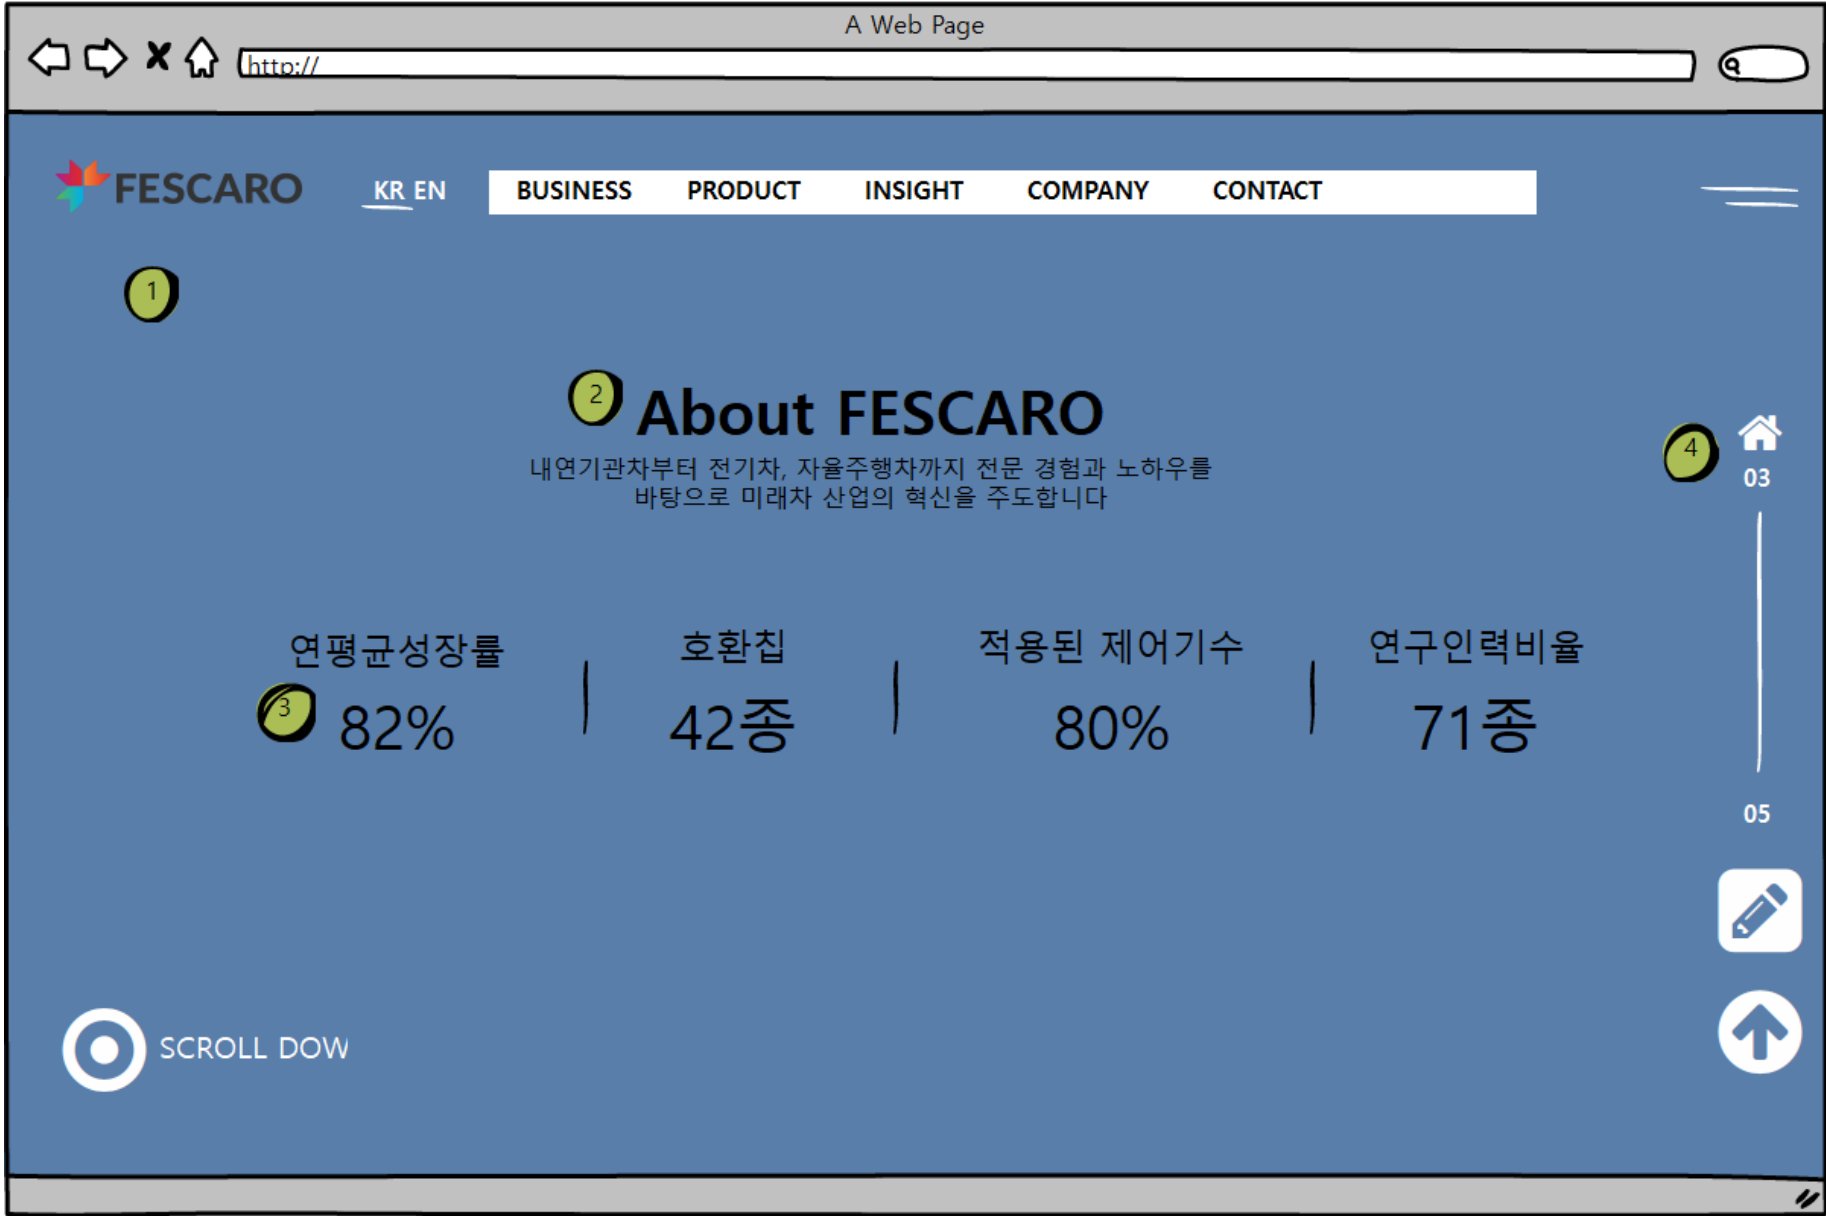 A Web Page
http://
FESCARO
KR EN
BUSINESS PRODUCT INSIGHT COMPANY CONTACT
1
2
About FESCARO
내연기관차부터 전기차, 자율주행차까지 전문 경험과 노하우를
바탕으로 미래차 산업의 혁신을 주도합니다
4
03
연평균성장률 호환칩 적용된 제어기수 연구인력비율
3
82% 42종 80% 71종
05
SCROLL DOW